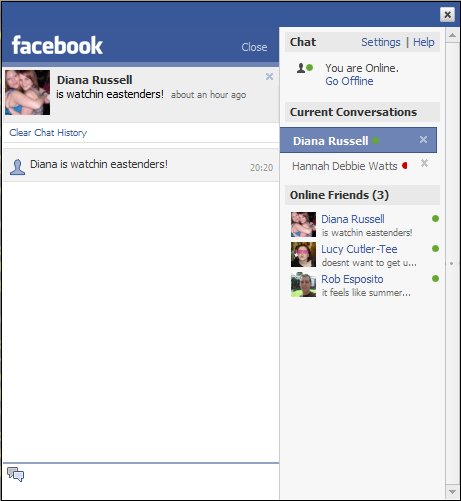 facebook
Close
Diana Russell
is watchin eastenders! about an hour ago
Clear Chat History
Diana is watchin eastenders!
20:20
Chat
Settings | Help
You are Online.
Go Offline
Current Conversations
Diana Russell
Hannah Debbie Watts
Online Friends (3)
Diana Russell
is watchin eastenders!
Lucy Cutler-Tee
doesnt want to get u...
Rob Esposito
it feels like summer...